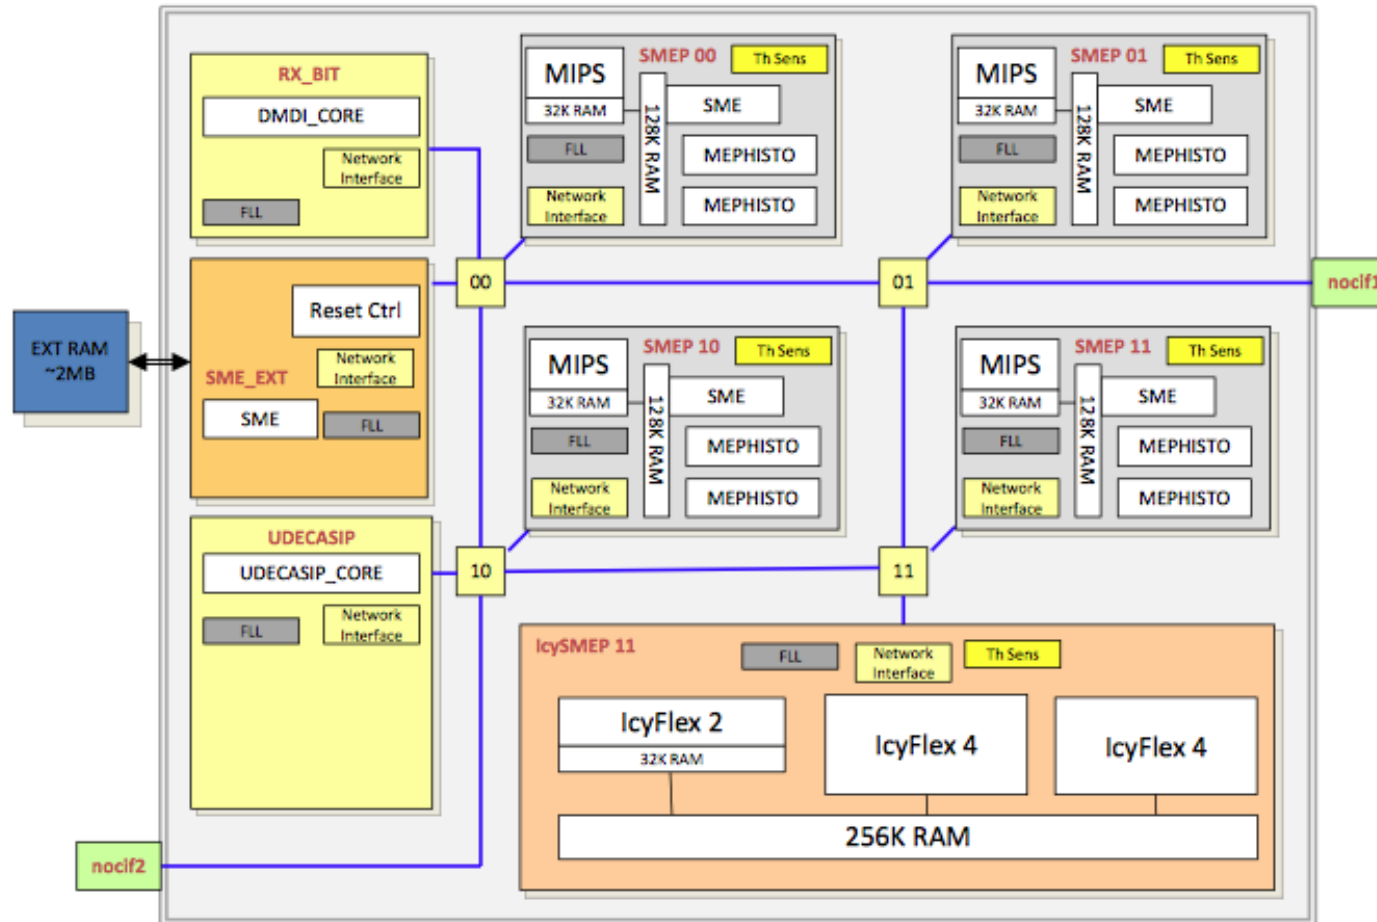 RX_BIT
DMDI_CORE
Network
Interface
FLL
SMEP 00
Th Sens
MIPS
32K RAM
128K RAM
SME
FLL
MEPHISTO
Network
Interface
MEPHISTO
SMEP 01
Th Sens
MIPS
32K RAM
128K RAM
SME
FLL
MEPHISTO
Network
Interface
MEPHISTO
00
01
nocif1
EXT RAM
~2MB
Reset Ctrl
Network
Interface
SME_EXT
SME
FLL
SMEP 10
Th Sens
MIPS
32K RAM
128K RAM
SME
FLL
MEPHISTO
Network
Interface
MEPHISTO
SMEP 11
Th Sens
MIPS
32K RAM
128K RAM
SME
FLL
MEPHISTO
Network
Interface
MEPHISTO
UDECASIP
UDECASIP_CORE
FLL
Network
Interface
10
11
IcySMEP 11
FLL
Network
Interface
Th Sens
IcyFlex 2
32K RAM
IcyFlex 4
IcyFlex 4
256K RAM
nocif2